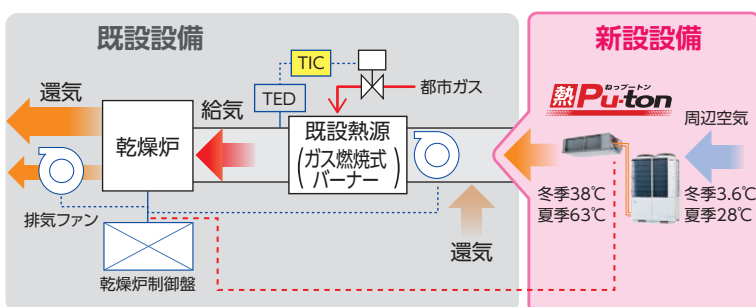 既設設備
新設設備
TIC
還気
都市ガス
TED
給気
ねっプートン
熱Pu-ton
乾燥炉
既設熱源
(ガス燃焼式
バーナー)
周辺空気
冬季38℃
夏季63℃
冬季3.6℃
夏季28℃
排気ファン
還気
乾燥炉制御盤